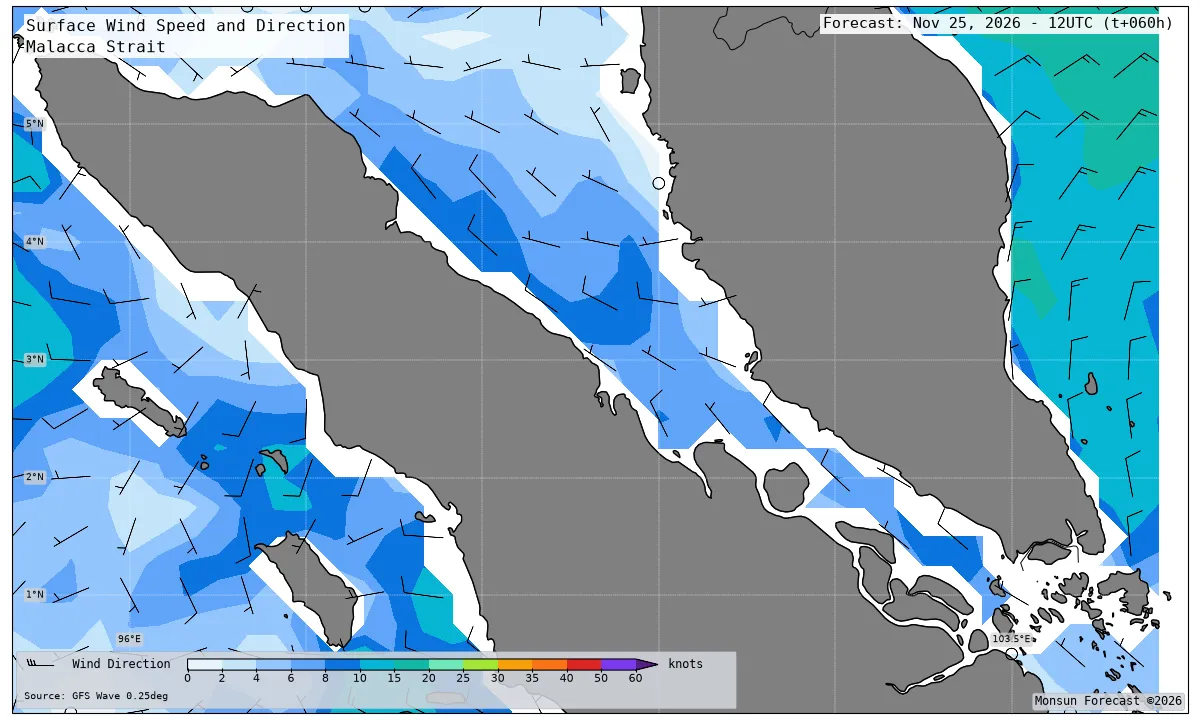 Surface Wind Speed and Direction
Malacca Strait
Forecast: Nov 25, 2026 - 12UTC (t+060h)
5°N
4°N
3°N
2°N
1°N
96°E
103.5°E
Wind Direction
0 2 4 6 8 10 15 20 25 30 35 40 50 60
knots
Source: GFS Wave 0.25deg
Monsun Forecast ©2026